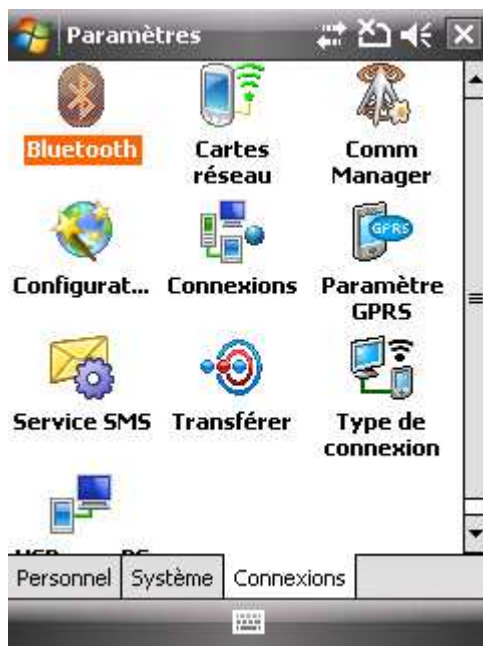 Paramètres
Bluetooth
Cartes
réseau
Comm
Manager
Configurat...
Connexions
Paramètre
GPRS
GPRS
Service SMS
Transférer
Type de
connexion
Personnel
Système
Connexions